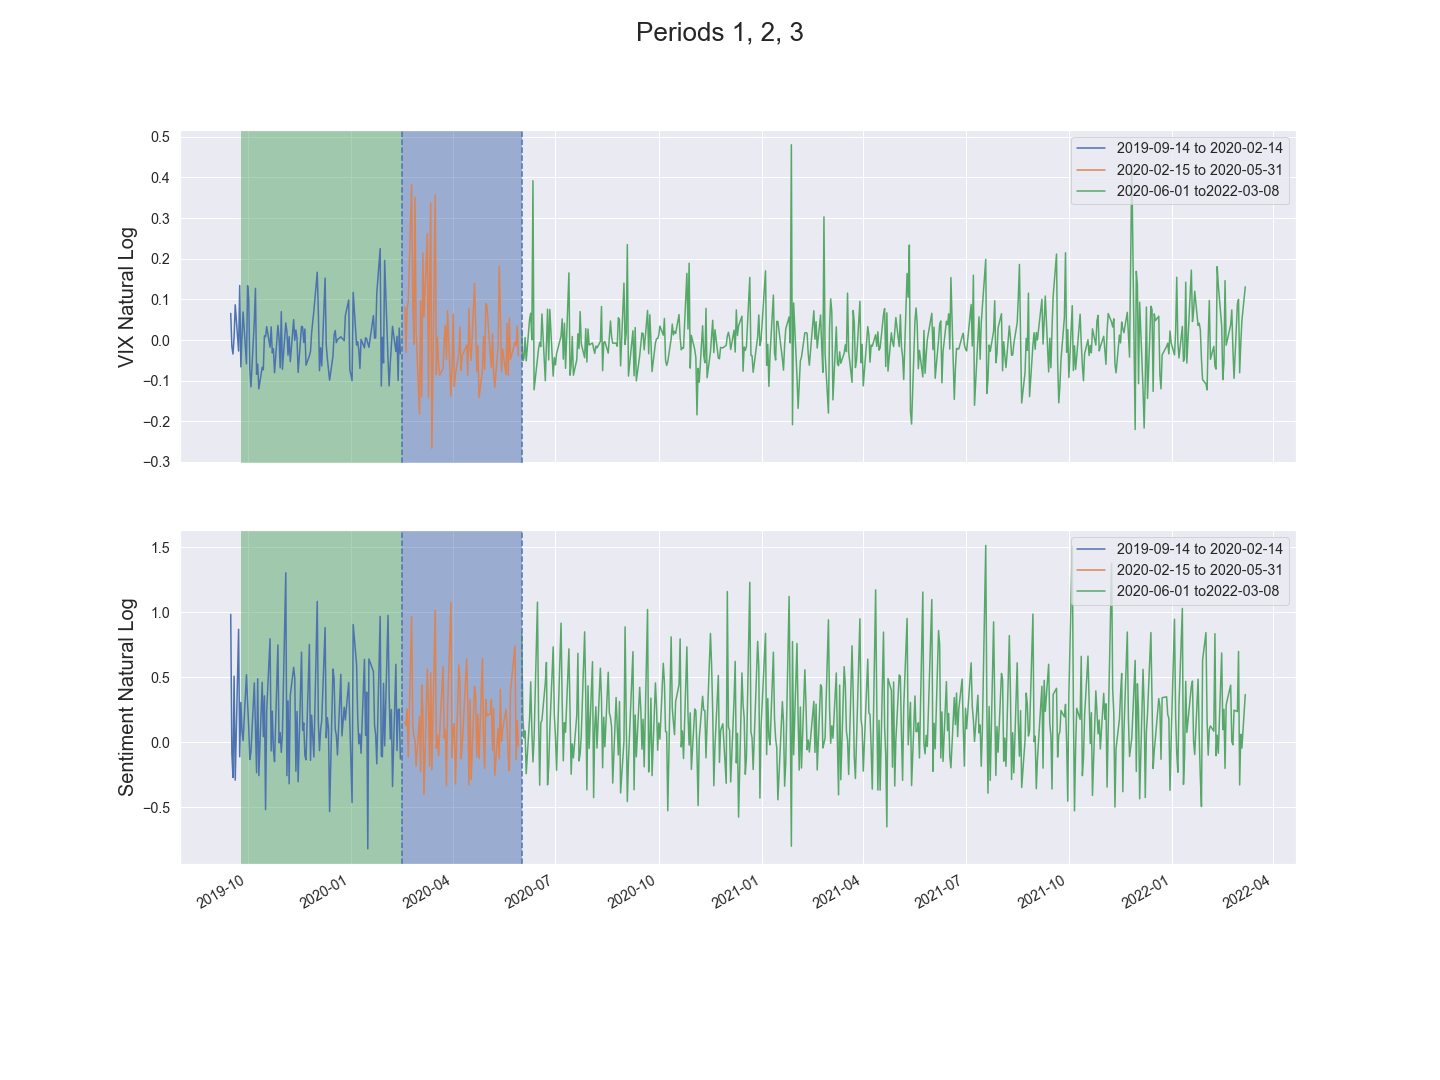 Periods 1, 2, 3
VIX Natural Log
0.5
0.4
0.3
0.2
0.1
0.0
−0.1
−0.2
−0.3
2019-09-14 to 2020-02-14
2020-02-15 to 2020-05-31
2020-06-01 to2022-03-08
Sentiment Natural Log
1.5
1.0
0.5
0.0
−0.5
2019-09-14 to 2020-02-14
2020-02-15 to 2020-05-31
2020-06-01 to2022-03-08
2019-10
2020-01
2020-04
2020-07
2020-10
2021-01
2021-04
2021-07
2021-10
2022-01
2022-04